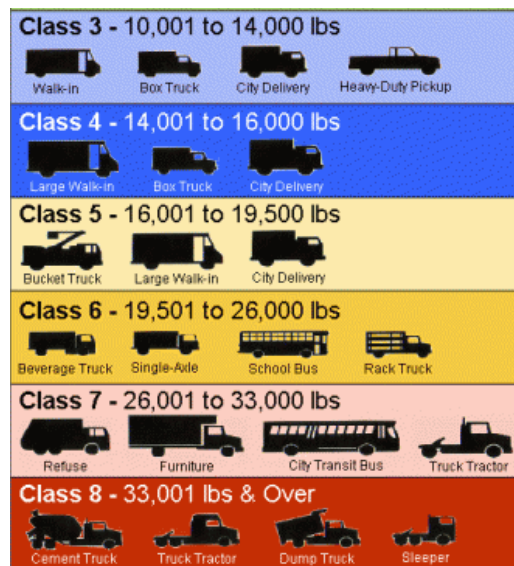 Class 3 - 10,001 to 14,000 lbs
Walk-in Box Truck City Delivery Heavy-Duty Pickup
Class 4 - 14,001 to 16,000 lbs
Large Walk-in Box Truck City Delivery
Class 5 - 16,001 to 19,500 lbs
Bucket Truck Large Walk-in City Delivery
Class 6 - 19,501 to 26,000 lbs
Beverage Truck Single-Axle School Bus Rack Truck
Class 7 - 26,001 to 33,000 lbs
Refuse Furniture City Transit Bus Truck Tractor
Class 8 - 33,001 lbs & Over
Cement Truck Truck Tractor Dump Truck Sleeper